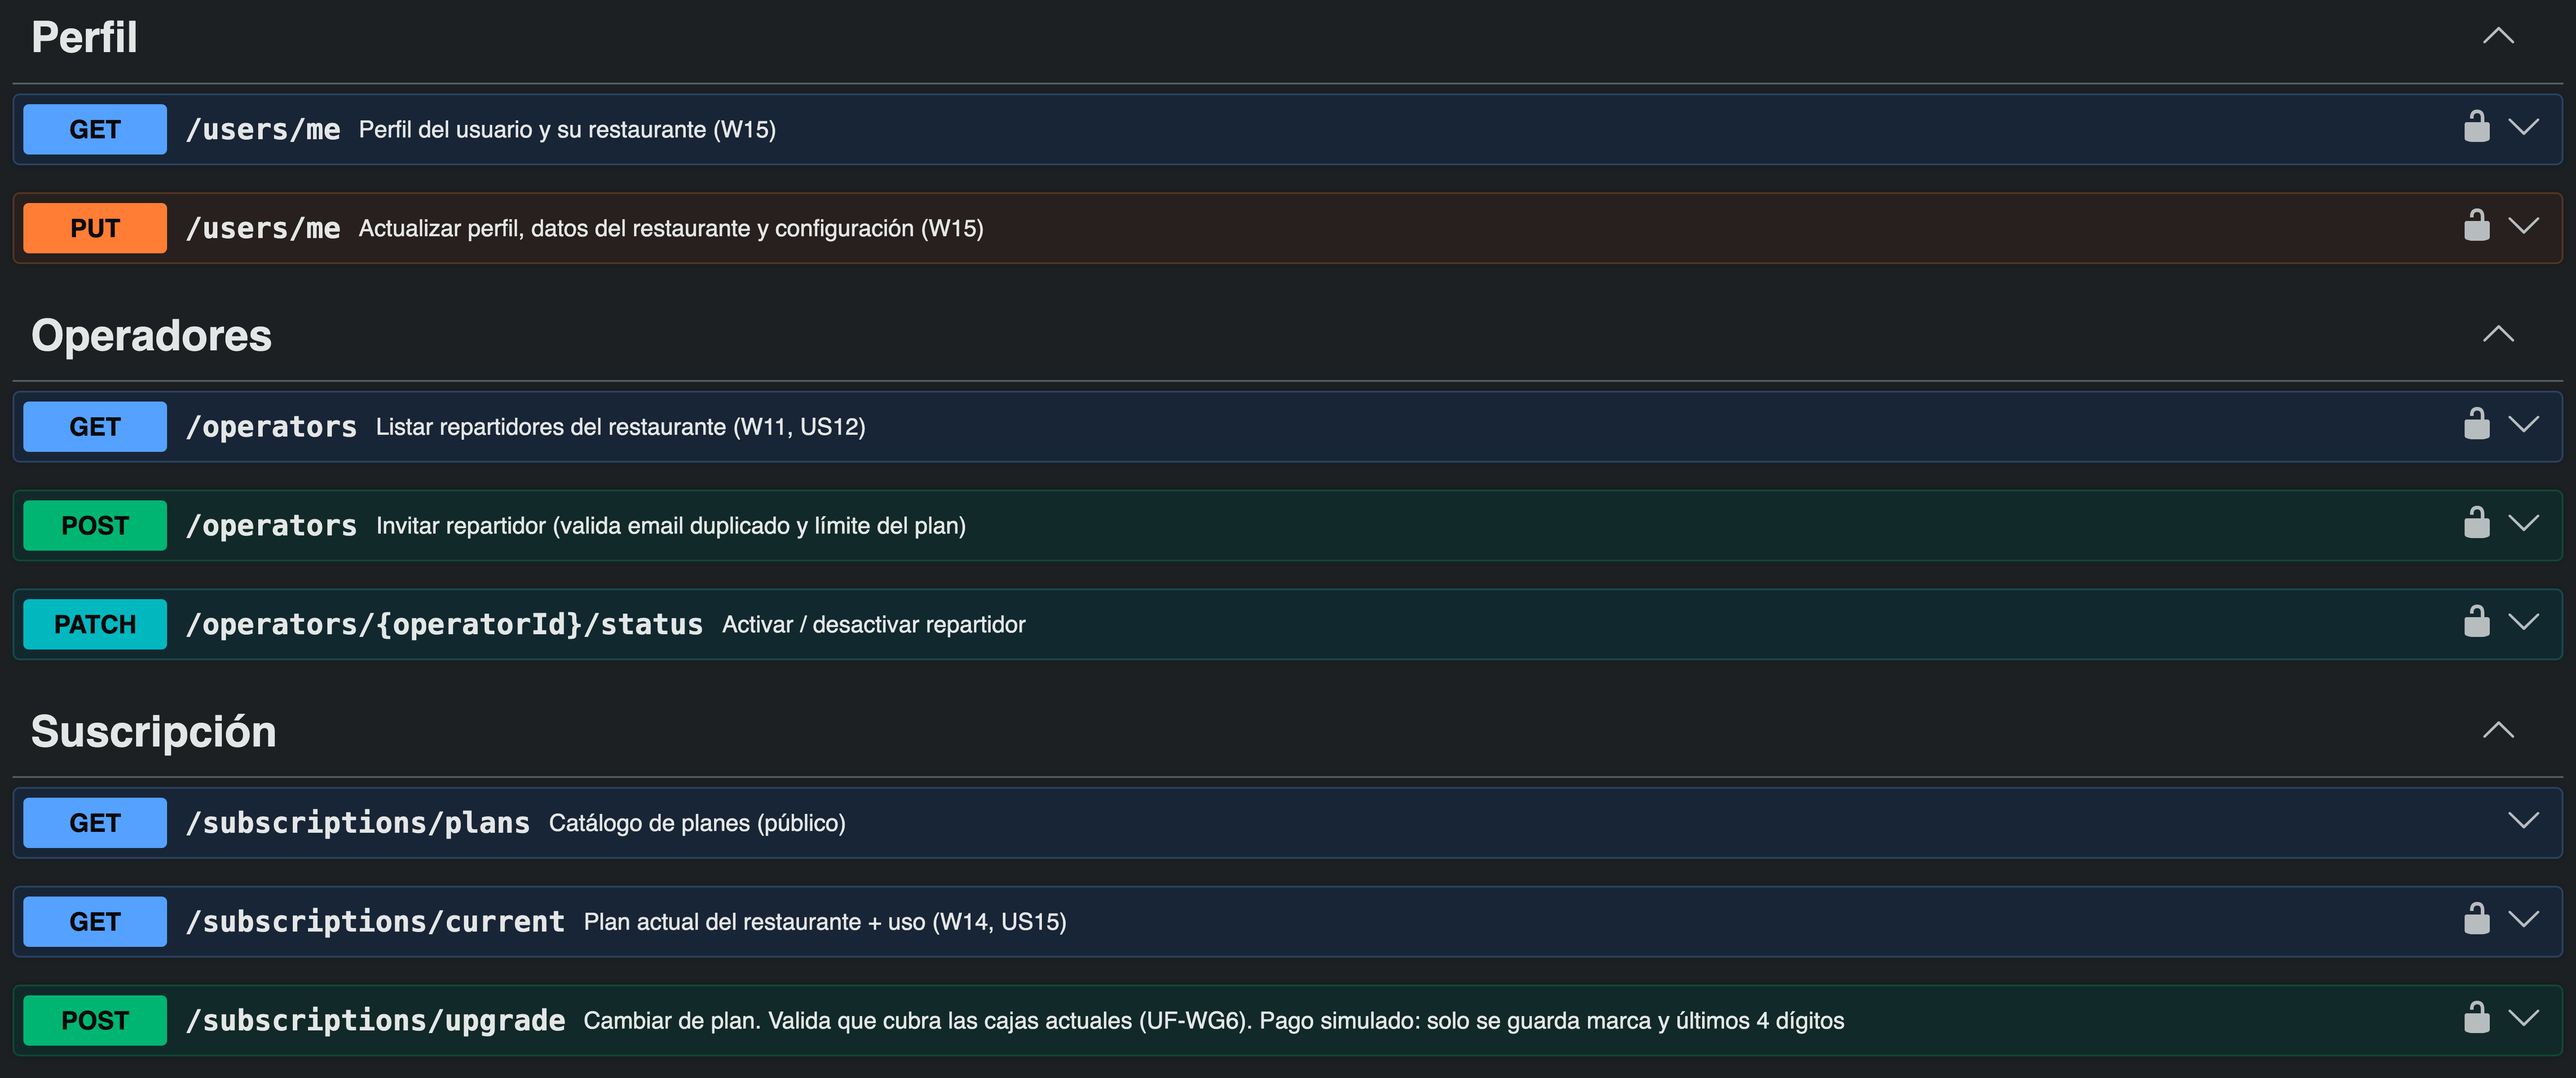 Perfil
GET /users/me Perfil del usuario y su restaurante (W15)
PUT /users/me Actualizar perfil, datos del restaurante y configuración (W15)
Operadores
GET /operators Listar repartidores del restaurante (W11, US12)
POST /operators Invitar repartidor (valida email duplicado y límite del plan)
PATCH /operators/{operatorId}/status Activar / desactivar repartidor
Suscripción
GET /subscriptions/plans Catálogo de planes (público)
GET /subscriptions/current Plan actual del restaurante + uso (W14, US15)
POST /subscriptions/upgrade Cambiar de plan. Valida que cubra las cajas actuales (UF-WG6). Pago simulado: solo se guarda marca y últimos 4 dígitos